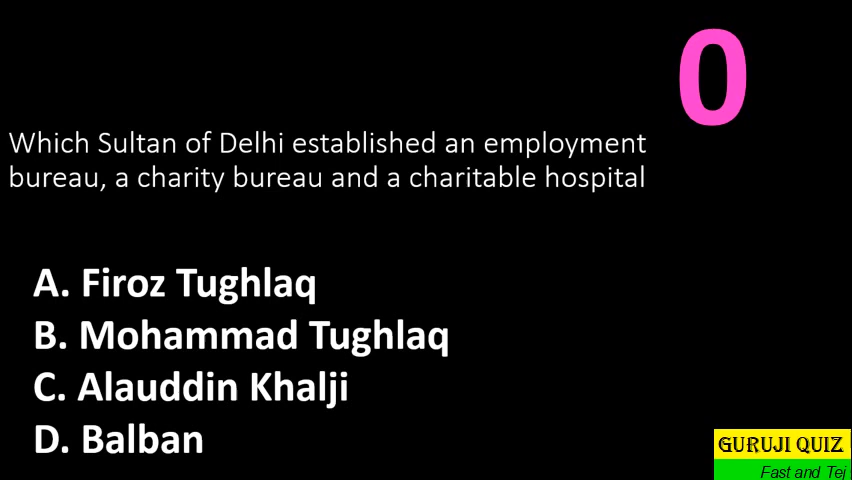 0
Which Sultan of Delhi established an employment
bureau, a charity bureau and a charitable hospital
A. Firoz Tughlaq
B. Mohammad Tughlaq
C. Alauddin Khalji
D. Balban
GURUJI QUIZ
Fast and Tej